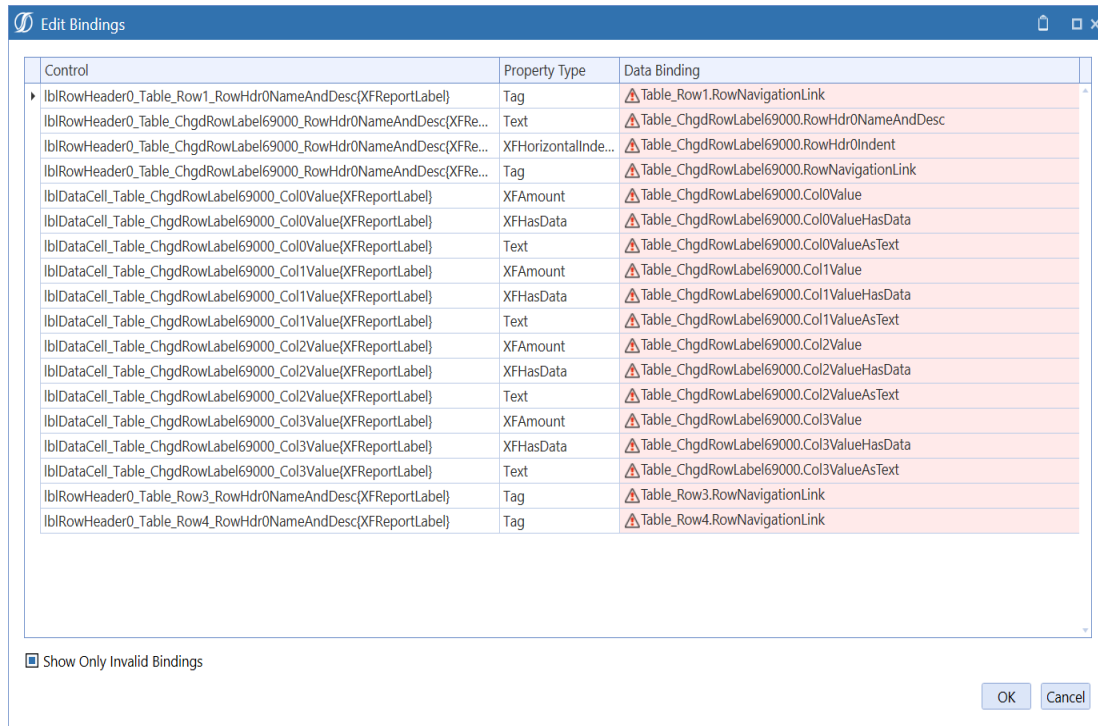 Edit Bindings
Control Property Type Data Binding
lblRowHeader0_Table_Row1_RowHdr0NameAndDesc{XFReportLabel} Tag Table_Row1.RowNavigationLink
lblRowHeader0_Table_ChgdRowLabel69000_RowHdr0NameAndDesc{XFRe... Text Table_ChgdRowLabel69000.RowHdr0NameAndDesc
lblRowHeader0_Table_ChgdRowLabel69000_RowHdr0NameAndDesc{XFRe... XFHorizontalInde... Table_ChgdRowLabel69000.RowHdr0Indent
lblRowHeader0_Table_ChgdRowLabel69000_RowHdr0NameAndDesc{XFRe... Tag Table_ChgdRowLabel69000.RowNavigationLink
lblDataCell_Table_ChgdRowLabel69000_Col0Value{XFReportLabel} XFAmount Table_ChgdRowLabel69000.Col0Value
lblDataCell_Table_ChgdRowLabel69000_Col0Value{XFReportLabel} XFHasData Table_ChgdRowLabel69000.Col0ValueHasData
lblDataCell_Table_ChgdRowLabel69000_Col0Value{XFReportLabel} Text Table_ChgdRowLabel69000.Col0ValueAsText
lblDataCell_Table_ChgdRowLabel69000_Col1Value{XFReportLabel} XFAmount Table_ChgdRowLabel69000.Col1Value
lblDataCell_Table_ChgdRowLabel69000_Col1Value{XFReportLabel} XFHasData Table_ChgdRowLabel69000.Col1ValueHasData
lblDataCell_Table_ChgdRowLabel69000_Col1Value{XFReportLabel} Text Table_ChgdRowLabel69000.Col1ValueAsText
lblDataCell_Table_ChgdRowLabel69000_Col2Value{XFReportLabel} XFAmount Table_ChgdRowLabel69000.Col2Value
lblDataCell_Table_ChgdRowLabel69000_Col2Value{XFReportLabel} XFHasData Table_ChgdRowLabel69000.Col2ValueHasData
lblDataCell_Table_ChgdRowLabel69000_Col2Value{XFReportLabel} Text Table_ChgdRowLabel69000.Col2ValueAsText
lblDataCell_Table_ChgdRowLabel69000_Col3Value{XFReportLabel} XFAmount Table_ChgdRowLabel69000.Col3Value
lblDataCell_Table_ChgdRowLabel69000_Col3Value{XFReportLabel} XFHasData Table_ChgdRowLabel69000.Col3ValueHasData
lblDataCell_Table_ChgdRowLabel69000_Col3Value{XFReportLabel} Text Table_ChgdRowLabel69000.Col3ValueAsText
lblRowHeader0_Table_Row3_RowHdr0NameAndDesc{XFReportLabel} Tag Table_Row3.RowNavigationLink
lblRowHeader0_Table_Row4_RowHdr0NameAndDesc{XFReportLabel} Tag Table_Row4.RowNavigationLink
Show Only Invalid Bindings
OK Cancel